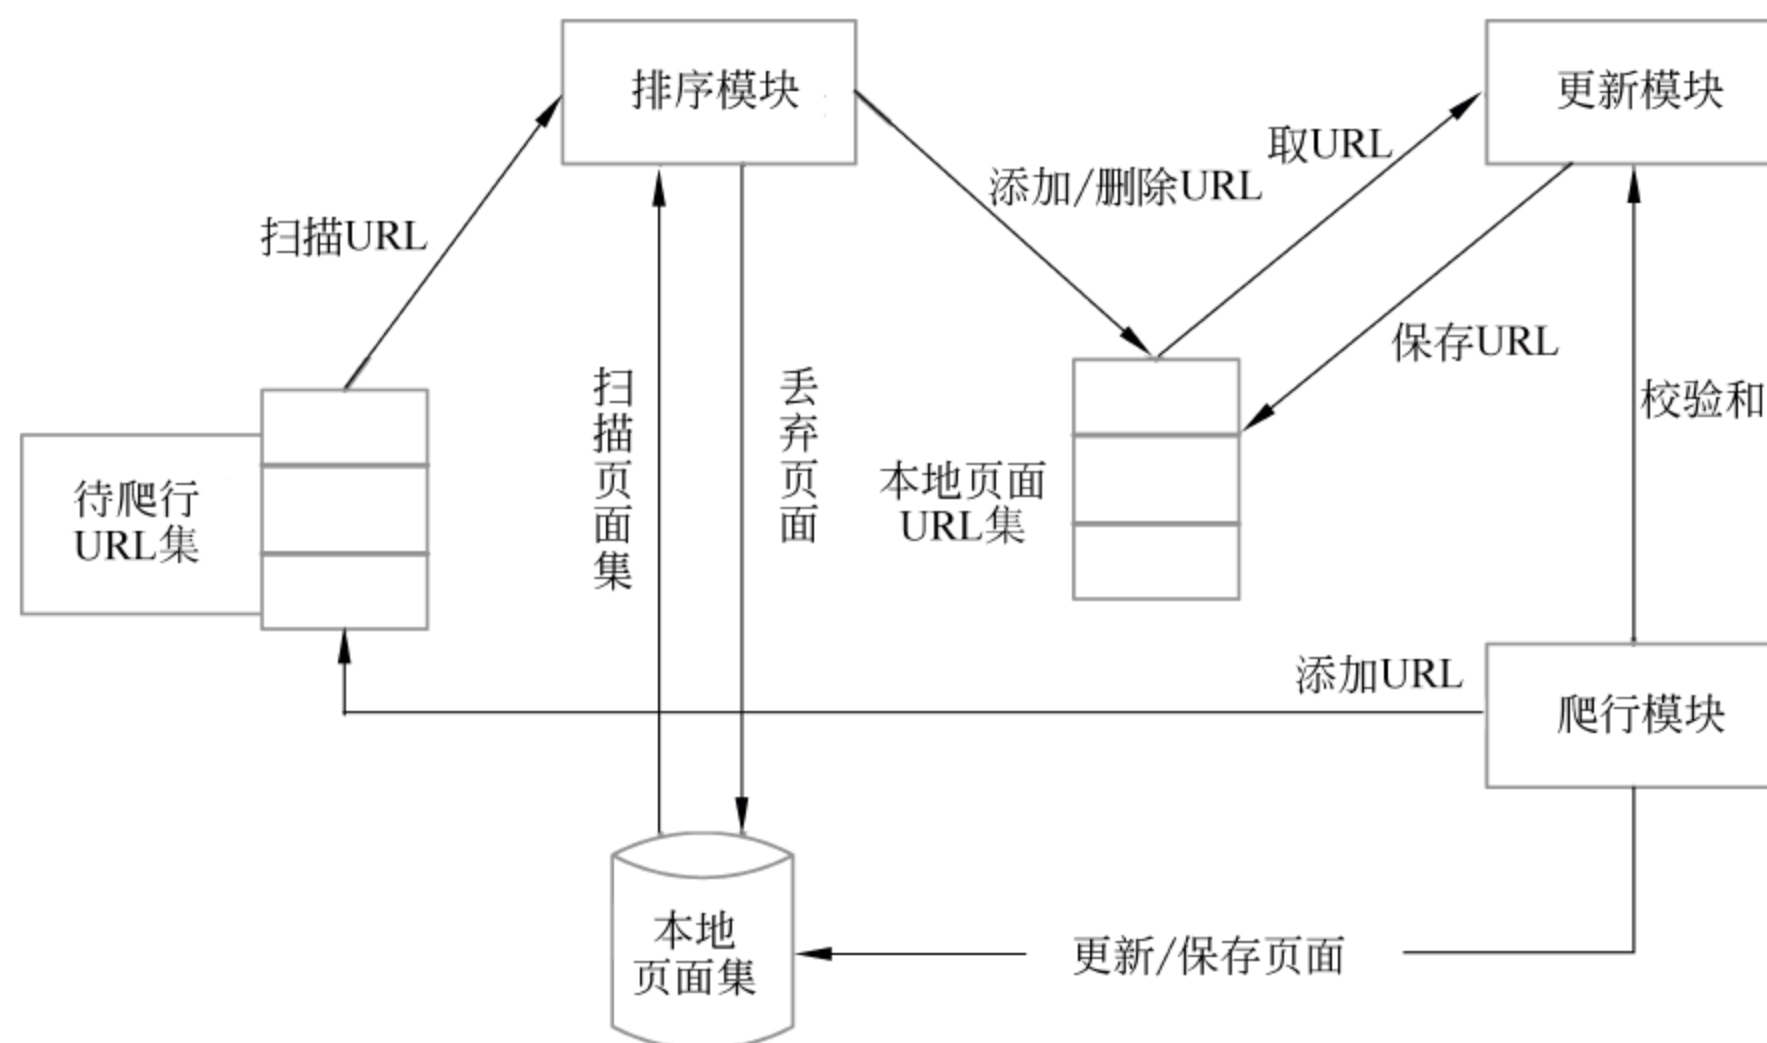 排序模块
更新模块
取URL
添加/删除URL
扫描URL
保存URL
扫描页面集
丢弃页面
校验和
待爬行
URL集
本地页面
URL集
添加URL
爬行模块
本地
页面集
更新/保存页面